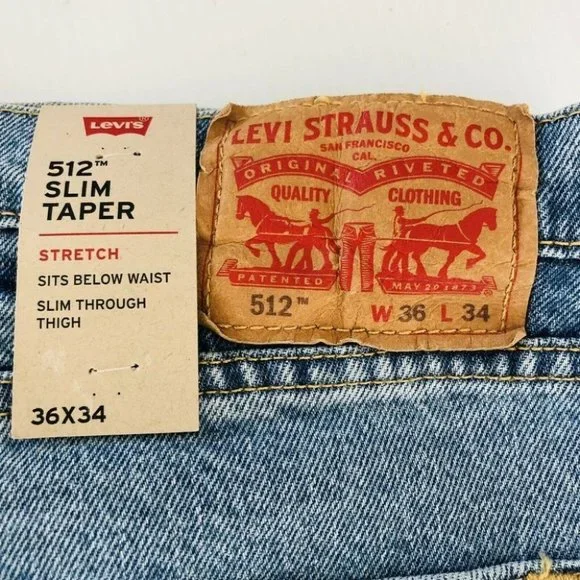 Levi's®
512™
SLIM
TAPER
STRETCH
SITS BELOW WAIST
SLIM THROUGH
THIGH
36X34
LEVI STRAUSS & CO.
SAN FRANCISCO
CAL.
ORIGINAL RIVETED
QUALITY CLOTHING
PATENTED MAY 20 1873
512™ W 36 L 34